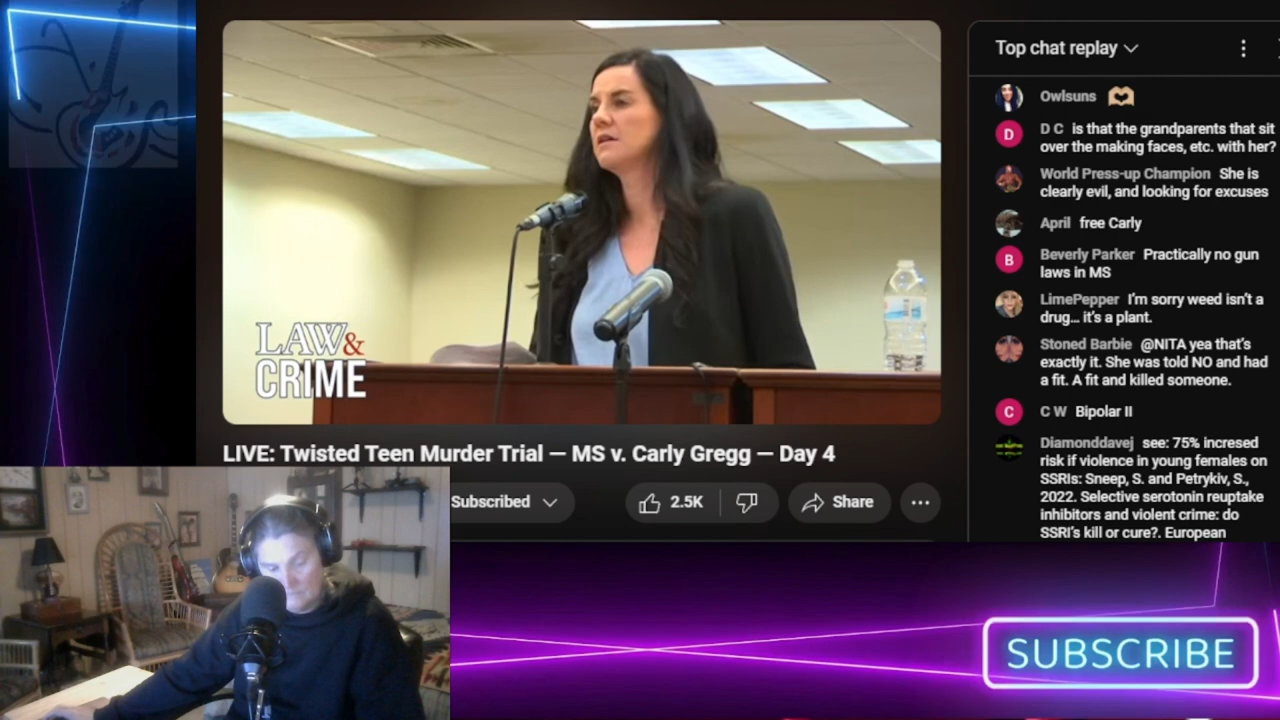 LAW&
CRIME
LIVE: Twisted Teen Murder Trial — MS v. Carly Gregg — Day 4
Subscribed
2.5K
Share
Top chat replay
Owlsuns
D
D C is that the grandparents that sit
over the making faces, etc. with her?
World Press-up Champion She is
clearly evil, and looking for excuses
April free Carly
B
Beverly Parker Practically no gun
laws in MS
LimePepper I'm sorry weed isn't a
drug... it's a plant.
Stoned Barbie @NITA yea that's
exactly it. She was told NO and had
a fit. A fit and killed someone.
C
C W Bipolar II
Diamonddavej see: 75% incresed
risk if violence in young females on
SSRIs: Sneep, S. and Petrykiv, S.,
2022. Selective serotonin reuptake
inhibitors and violent crime: do
SSRI's kill or cure?. European
SUBSCRIBE